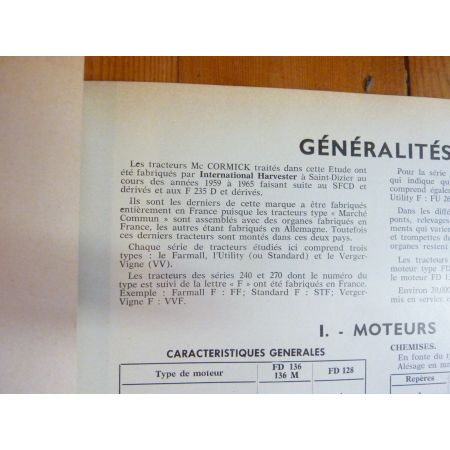 GÉNÉRALITÉS
Les tracteurs Mc CORMICK traités dans cette Etude ont
été fabriqués par International Harvester à Saint-Dizier au
cours des années 1959 à 1965 faisant suite au SFCD et
dérivés et aux F 235 D et dérivés.
Ils sont les derniers de cette marque a être fabriqués
entièrement en France puisque les tracteurs type « Marché
Commun » sont assemblés avec des organes fabriqués en
France, les autres étant fabriqués en Allemagne. Toutefois
ces derniers tracteurs sont montés dans ces deux pays.
Chaque série de tracteur étudiés ici comprend trois
types : le Farmall, l'Utility (ou Standard) et le Verger-
Vigne (VV).
Les tracteurs des séries 240 et 270 dont le numéro du
type est suivi de la lettre « F » ont été fabriqués en France.
Exemple : Farmall F : FF; Standard F : STF; Verger-
Vigne F : VVF.
Pour la série
qui indique qu
comprend égaleme
Utility F : FU 26
Dans les diffé
ponts, relevages
ments qui varien
et trompettes de
organes restent
Les tracteurs
moteur type FD
le moteur FD 1
Environ 20.000
mis en service,
I. - MOTEURS
CARACTERISTIQUES GENERALES
Type de moteur
FD 136
136 M
FD 128
CHEMISES.
En fonte du t
Alésage en m
Repères